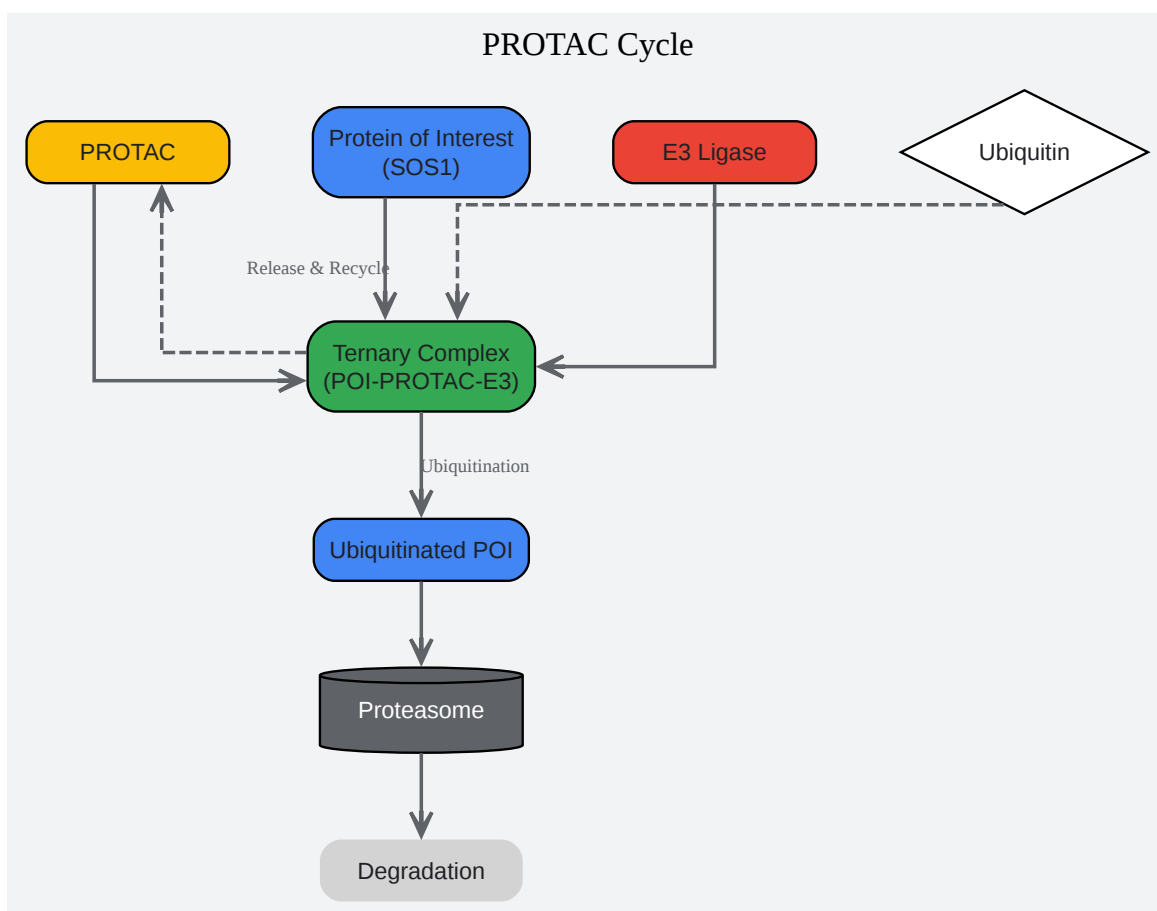 PROTAC Cycle
PROTAC
Protein of Interest
(SOS1)
E3 Ligase
Ubiquitin
Release & Recycle
Ternary Complex
(POI-PROTAC-E3)
Ubiquitination
Ubiquitinated POI
Proteasome
Degradation